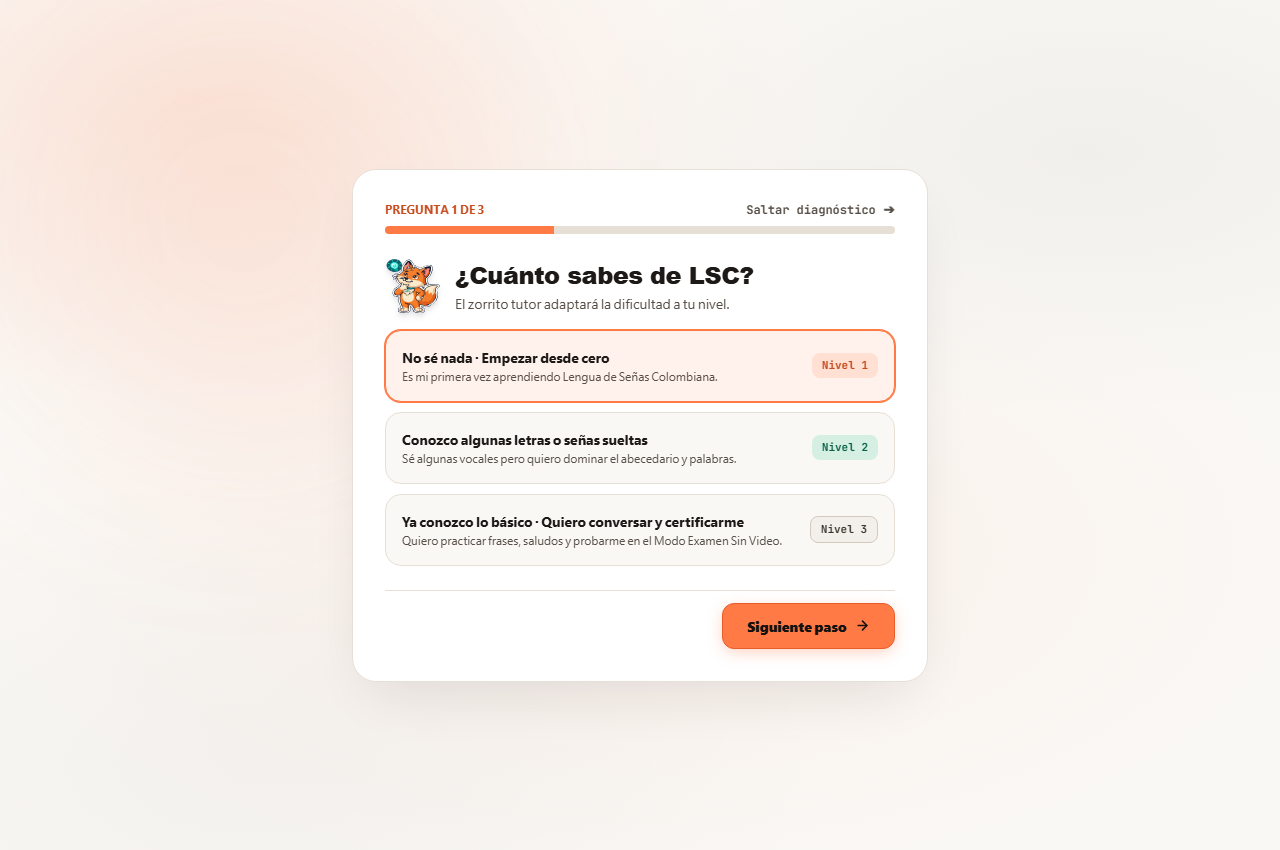 PREGUNTA 1 DE 3
Saltar diagnóstico ➔
¿Cuánto sabes de LSC?
El zorrito tutor adaptará la dificultad a tu nivel.
No sé nada · Empezar desde cero
Es mi primera vez aprendiendo Lengua de Señas Colombiana.
Nivel 1
Conozco algunas letras o señas sueltas
Sé algunas vocales pero quiero dominar el abecedario y palabras.
Nivel 2
Ya conozco lo básico · Quiero conversar y certificarme
Quiero practicar frases, saludos y probarme en el Modo Examen Sin Video.
Nivel 3
Siguiente paso →